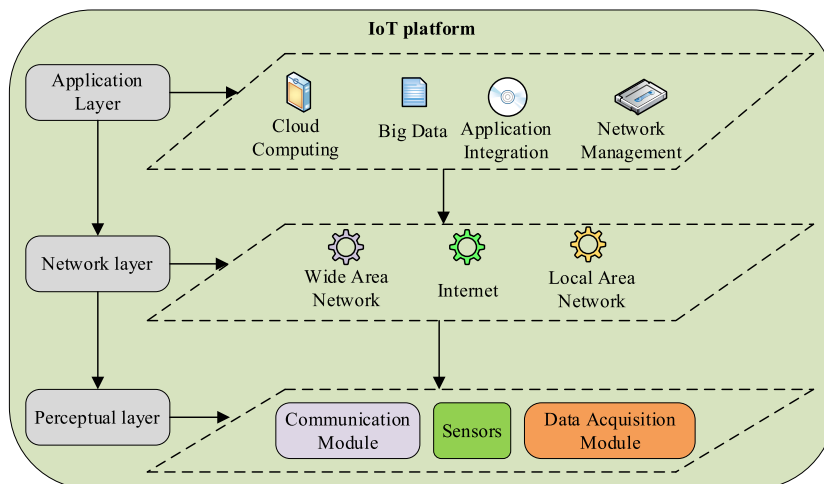 IoT platform
Application
Layer
Cloud
Computing
Big Data
Application
Integration
Network
Management
Network layer
Wide Area
Network
Internet
Local Area
Network
Perceptual layer
Communication
Module
Sensors
Data Acquisition
Module